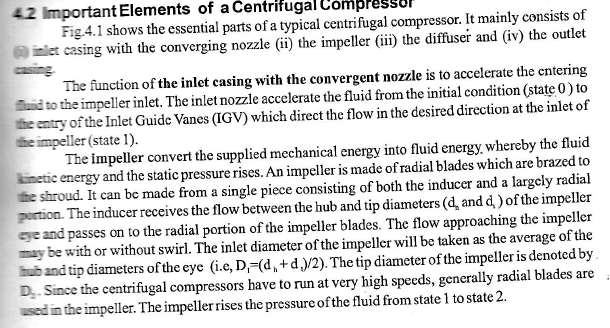 4.2 Important Elements of a Centrifugal Compressor
Fig.4.1 shows the essential parts of a typical centrifugal compressor. It mainly consists of
(i) inlet casing with the converging nozzle (ii) the impeller (iii) the diffuser and (iv) the outlet
casing.
The function of the inlet casing with the convergent nozzle is to accelerate the entering
fluid to the impeller inlet. The inlet nozzle accelerate the fluid from the initial condition (state 0 ) to
the entry of the Inlet Guide Vanes (IGV) which direct the flow in the desired direction at the inlet of
the impeller (state 1).
The Impeller convert the supplied mechanical energy into fluid energy, whereby the fluid
kinetic energy and the static pressure rises. An impeller is made of radial blades which are brazed to
the shroud. It can be made from a single piece consisting of both the inducer and a largely radial
portion. The inducer receives the flow between the hub and tip diameters (dₕ and dₜ) of the impeller
eye and passes on to the radial portion of the impeller blades. The flow approaching the impeller
may be with or without swirl. The inlet diameter of the impeller will be taken as the average of the
hub and tip diameters of the eye (i.e, D₁=(dₕ+dₜ)/2). The tip diameter of the impeller is denoted by
D₂. Since the centrifugal compressors have to run at very high speeds, generally radial blades are
used in the impeller. The impeller rises the pressure of the fluid from state 1 to state 2.